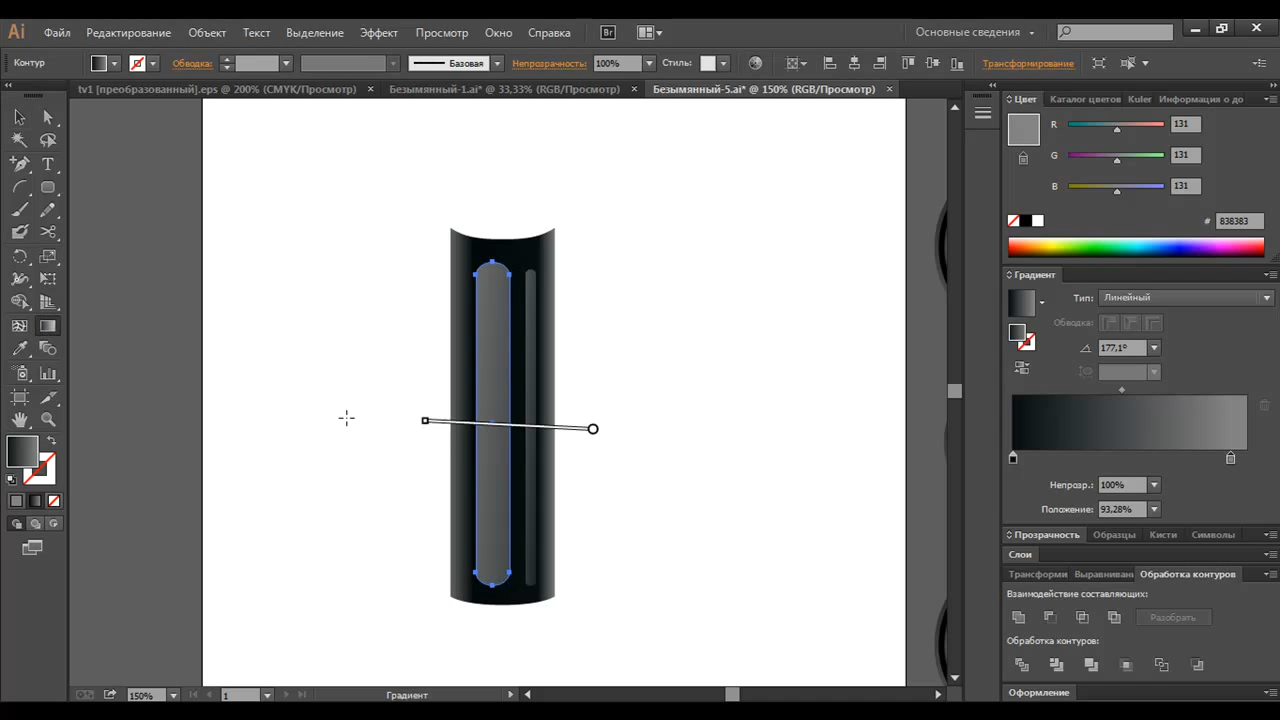 Ai Файл Редактирование Объект Текст Выделение Эффект Просмотр Окно Справка Br Основные сведения
Контур Обводка: Базовая Непрозрачность: 100% Стиль: Трансформирование
tv1 [преобразованный].eps @ 200% (CMYK/Просмотр) × Безымянный-1.ai* @ 33,33% (RGB/Просмотр) × Безымянный-5.ai* @ 150% (RGB/Просмотр) ×
Цвет Каталог цветов Kuler Информация о до
R 131
G 131
B 131
# 838383
Градиент
Тип: Линейный
Обводка:
177,1°
Непрозр.: 100%
Положение: 93,28%
Прозрачность Образцы Кисти Символы
Слои
Трансформи Выравнивани Обработка контуров
Взаимодействие составляющих:
Разобрать
Обработка контуров:
Оформление
150% 1 Градиент